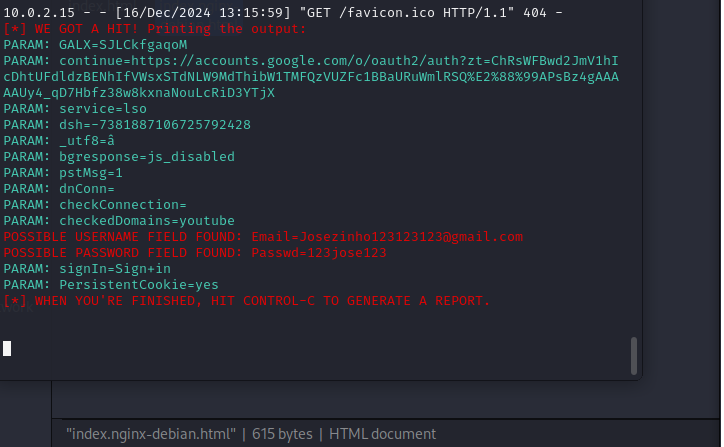 10.0.2.15 - - [16/Dec/2024 13:15:59] "GET /favicon.ico HTTP/1.1" 404 -
[*] WE GOT A HIT! Printing the output:
PARAM: GALX=SJLCkfgaqoM
PARAM: continue=https://accounts.google.com/o/oauth2/auth?zt=ChRsWFBwd2JmV1hI
cDhtUFdldzBENhIfVWsxSTdNLW9MdThibW1TMFQzVUZFc1BBaURuWmlRSQ%E2%88%99APsBz4gAAA
AAUy4_qD7Hbfz38w8kxnaNouLcRiD3YTjX
PARAM: service=lso
PARAM: dsh=-7381887106725792428
PARAM: _utf8=â
PARAM: bgresponse=js_disabled
PARAM: pstMsg=1
PARAM: dnConn=
PARAM: checkConnection=
PARAM: checkedDomains=youtube
POSSIBLE USERNAME FIELD FOUND: Email=Josezinho123123123@gmail.com
POSSIBLE PASSWORD FIELD FOUND: Passwd=123jose123
PARAM: signIn=Sign+in
PARAM: PersistentCookie=yes
[*] WHEN YOU'RE FINISHED, HIT CONTROL-C TO GENERATE A REPORT.
"index.nginx-debian.html" | 615 bytes | HTML document